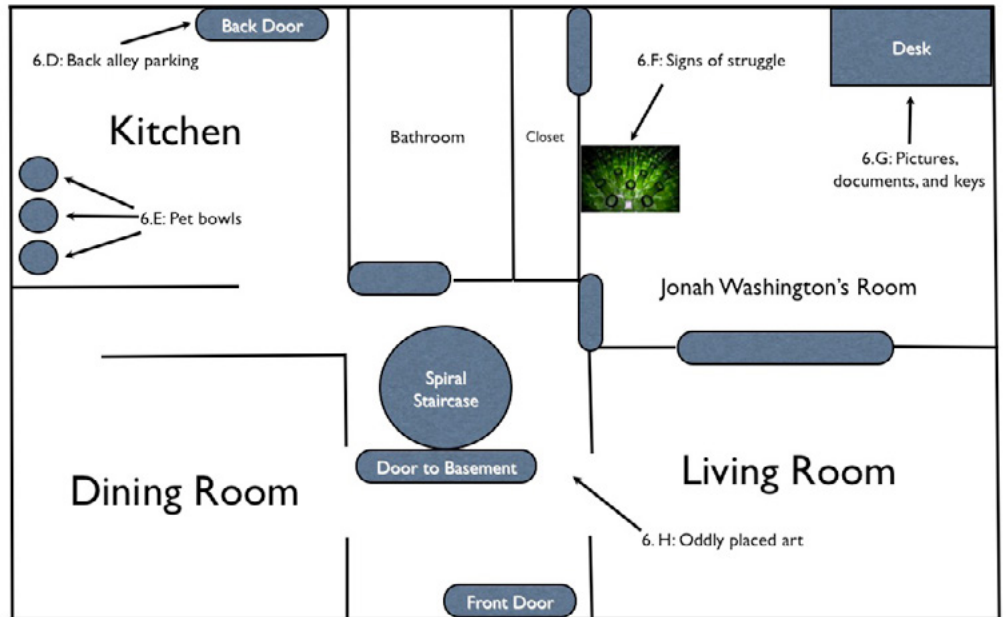 Back Door
Desk
6.D: Back alley parking
6.F: Signs of struggle
Kitchen
Bathroom
Closet
6.G: Pictures,
documents, and keys
6.E: Pet bowls
Jonah Washington's Room
Spiral
Staircase
Door to Basement
Living Room
Dining Room
6. H: Oddly placed art
Front Door